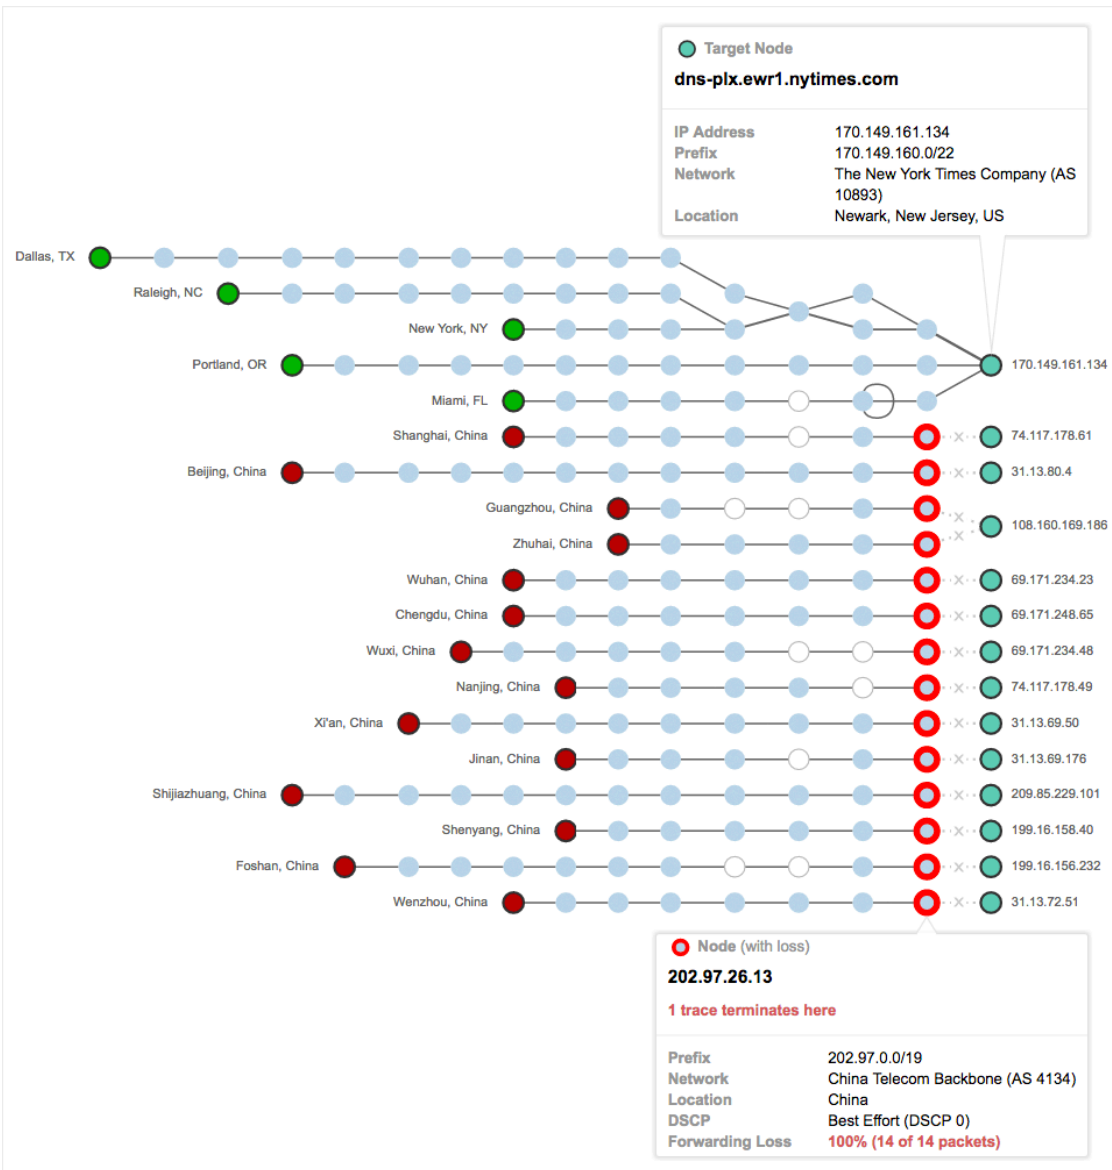 Target Node
dns-plx.ewr1.nytimes.com
IP Address 170.149.161.134
Prefix 170.149.160.0/22
Network The New York Times Company (AS
10893)
Location Newark, New Jersey, US
Dallas, TX
Raleigh, NC
New York, NY
Portland, OR 170.149.161.134
Miami, FL
Shanghai, China 74.117.178.61
Beijing, China 31.13.80.4
Guangzhou, China
108.160.169.186
Zhuhai, China
Wuhan, China 69.171.234.23
Chengdu, China 69.171.248.65
Wuxi, China 69.171.234.48
Nanjing, China 74.117.178.49
Xi'an, China 31.13.69.50
Jinan, China 31.13.69.176
Shijiazhuang, China 209.85.229.101
Shenyang, China 199.16.158.40
Foshan, China 199.16.156.232
Wenzhou, China 31.13.72.51
Node (with loss)
202.97.26.13
1 trace terminates here
Prefix 202.97.0.0/19
Network China Telecom Backbone (AS 4134)
Location China
DSCP Best Effort (DSCP 0)
Forwarding Loss 100% (14 of 14 packets)